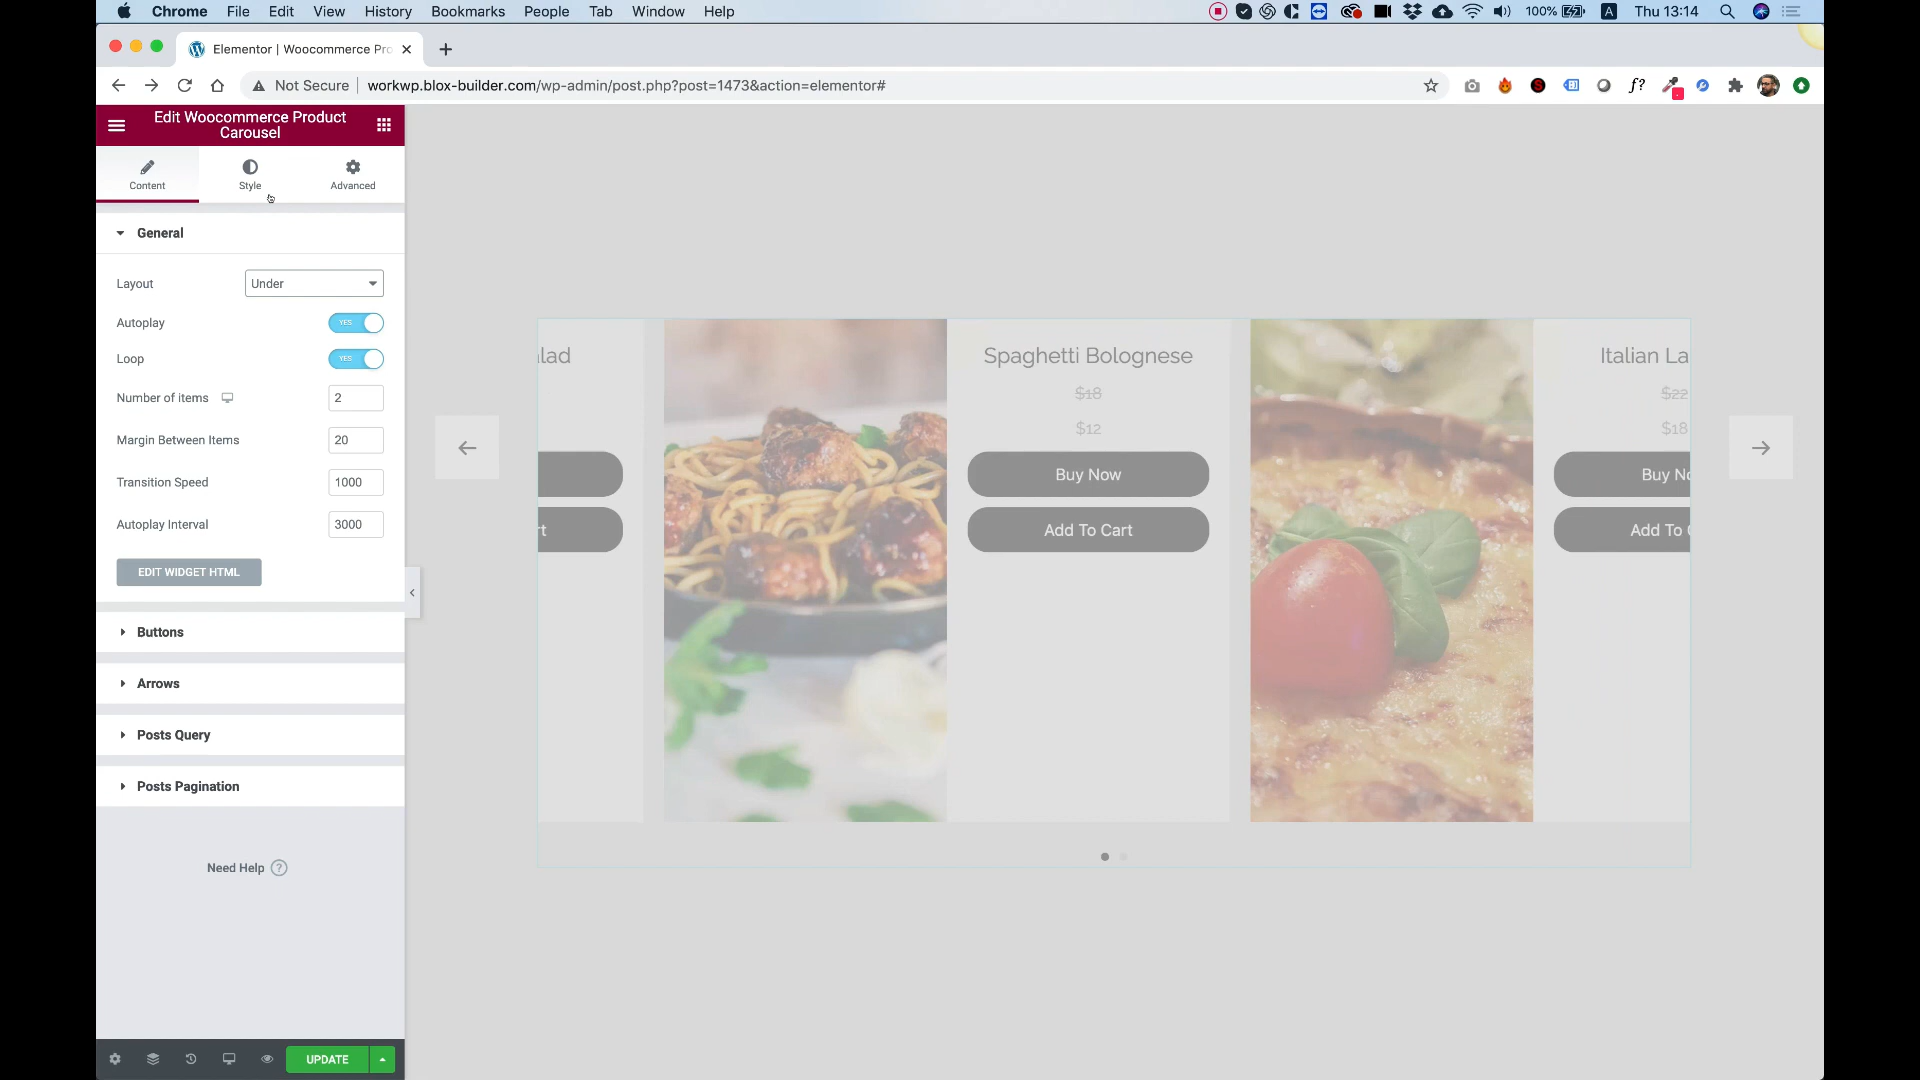 Chrome File Edit View History Bookmarks People Tab Window Help 100% A Thu 13:14
Elementor | Woocommerce Pro
Not Secure workwp.blox-builder.com/wp-admin/post.php?post=1473&action=elementor#
Edit Woocommerce Product
Carousel
Content Style Advanced
General
Layout Under
Autoplay YES
Loop YES
Number of items 2
Margin Between Items 20
Transition Speed 1000
Autoplay Interval 3000
EDIT WIDGET HTML
Buttons
Arrows
Posts Query
Posts Pagination
Need Help ?
UPDATE
lad
rt
Spaghetti Bolognese
$18
$12
Buy Now
Add To Cart
Italian La
$22
$18
Buy No
Add To C